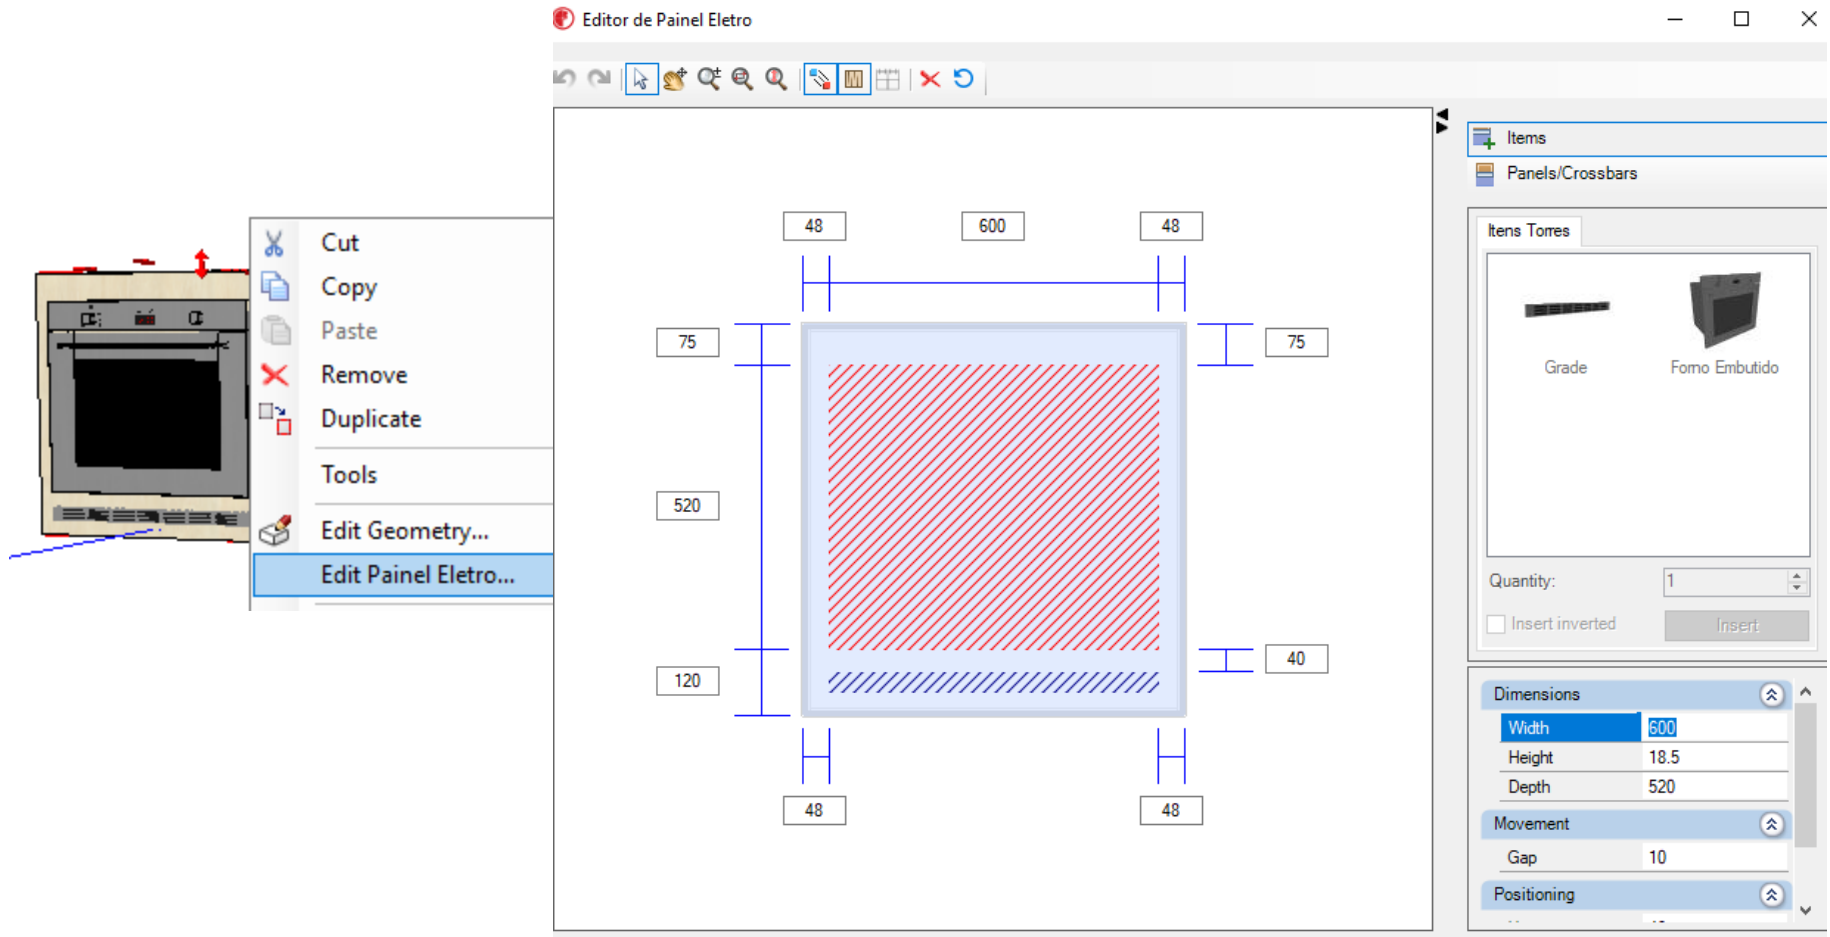 Editor de Painel Eletro
Cut
Copy
Paste
Remove
Duplicate
Tools
Edit Geometry...
Edit Painel Eletro...
48
600
48
75
75
520
120
40
48
48
Items
Panels/Crossbars
Itens Torres
Grade
Forno Embutido
Quantity:
1
Insert inverted
Insert
Dimensions
Width
600
Height
18.5
Depth
520
Movement
Gap
10
Positioning